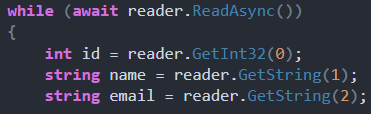 while (await reader.ReadAsync())
{
    int id = reader.GetInt32(0);
    string name = reader.GetString(1);
    string email = reader.GetString(2);